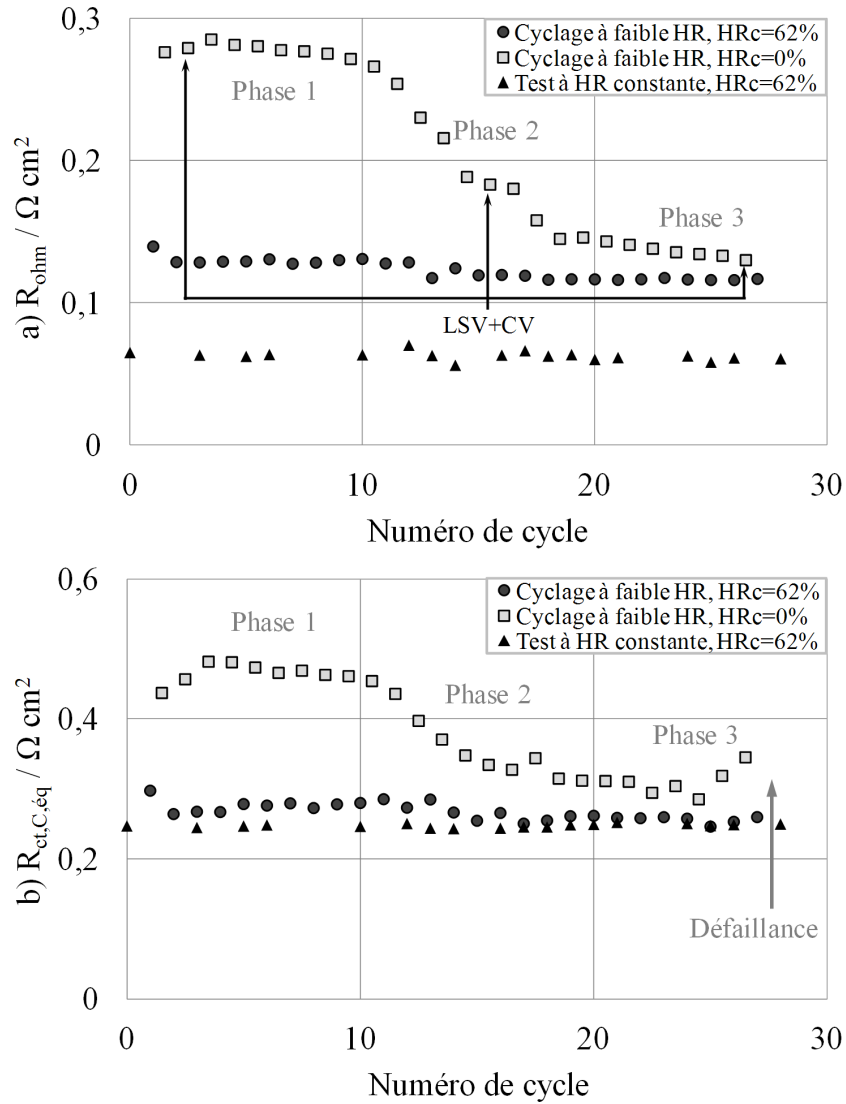 0,3
0,2
0,1
0
a) R_ohm / Ω cm²
Cyclage à faible HR, HRc=62%
Cyclage à faible HR, HRc=0%
Test à HR constante, HRc=62%
Phase 1
Phase 2
Phase 3
LSV+CV
0 10 20 30
Numéro de cycle
0,6
0,4
0,2
0
b) R_ct,C,éq / Ω cm²
Cyclage à faible HR, HRc=62%
Cyclage à faible HR, HRc=0%
Test à HR constante, HRc=62%
Phase 1
Phase 2
Phase 3
Défaillance
0 10 20 30
Numéro de cycle